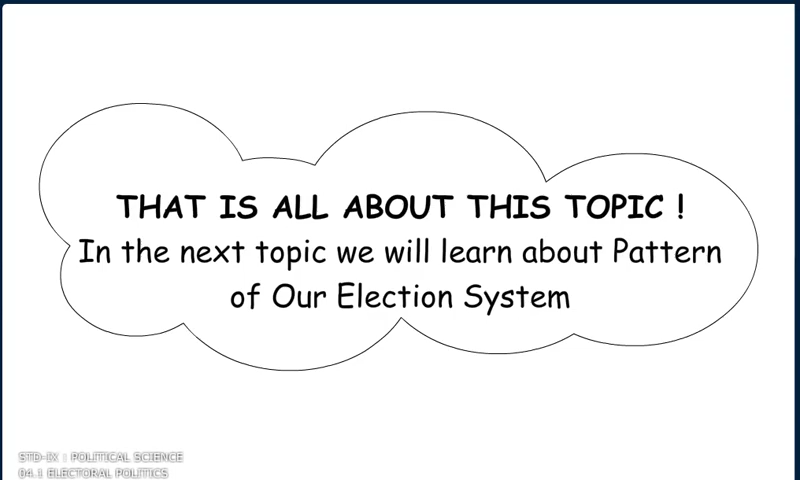 THAT IS ALL ABOUT THIS TOPIC !
In the next topic we will learn about Pattern
of Our Election System
STD-IX : POLITICAL SCIENCE
04.1 ELECTORAL POLITICS